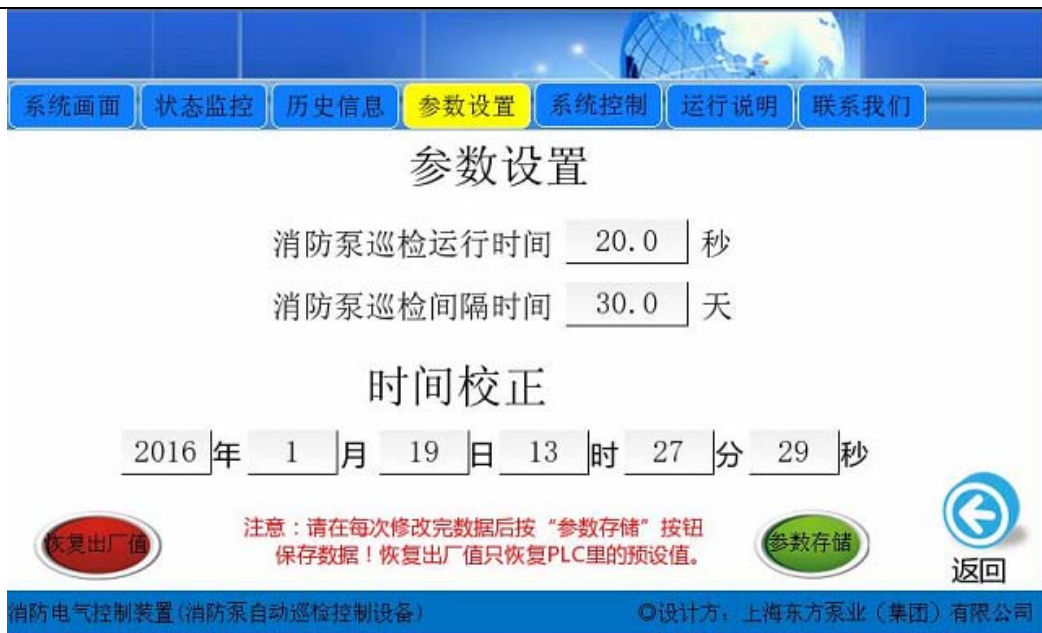 系统画面 状态监控 历史信息 参数设置 系统控制 运行说明 联系我们
参数设置
消防泵巡检运行时间 20.0 秒
消防泵巡检间隔时间 30.0 天
时间校正
2016 年 1 月 19 日 13 时 27 分 29 秒
恢复出厂值
注意：请在每次修改完数据后按“参数存储”按钮
保存数据！恢复出厂值只恢复PLC里的预设值。
参数存储
返回
消防电气控制装置(消防泵自动巡检控制设备) ◎设计方：上海东方泵业（集团）有限公司